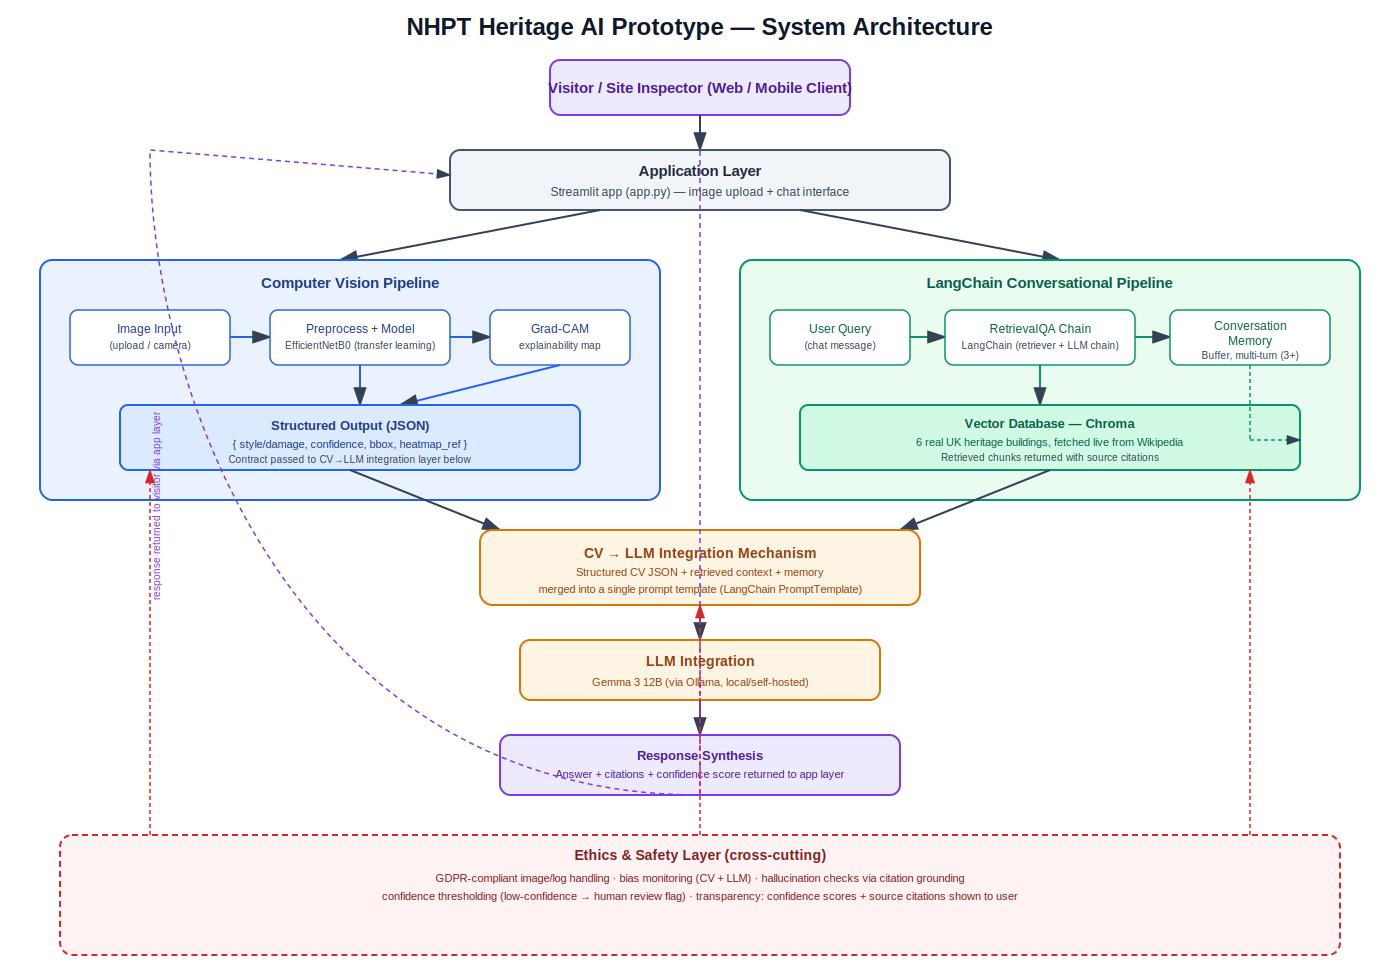 NHPT Heritage AI Prototype — System Architecture
Visitor / Site Inspector (Web / Mobile Client)
Application Layer
Streamlit app (app.py) — image upload + chat interface
Computer Vision Pipeline
Image Input
(upload / camera)
Preprocess + Model
EfficientNetB0 (transfer learning)
Grad-CAM
explainability map
Structured Output (JSON)
{ style/damage, confidence, bbox, heatmap_ref }
Contract passed to CV→LLM integration layer below
response returned to visitor via app layer
LangChain Conversational Pipeline
User Query
(chat message)
RetrievalQA Chain
LangChain (retriever + LLM chain)
Conversation
Memory
Buffer, multi-turn (3+)
Vector Database — Chroma
6 real UK heritage buildings, fetched live from Wikipedia
Retrieved chunks returned with source citations
CV → LLM Integration Mechanism
Structured CV JSON + retrieved context + memory
merged into a single prompt template (LangChain PromptTemplate)
LLM Integration
Gemma 3 12B (via Ollama, local/self-hosted)
Response Synthesis
Answer + citations + confidence score returned to app layer
Ethics & Safety Layer (cross-cutting)
GDPR-compliant image/log handling · bias monitoring (CV + LLM) · hallucination checks via citation grounding
confidence thresholding (low-confidence → human review flag) · transparency: confidence scores + source citations shown to user